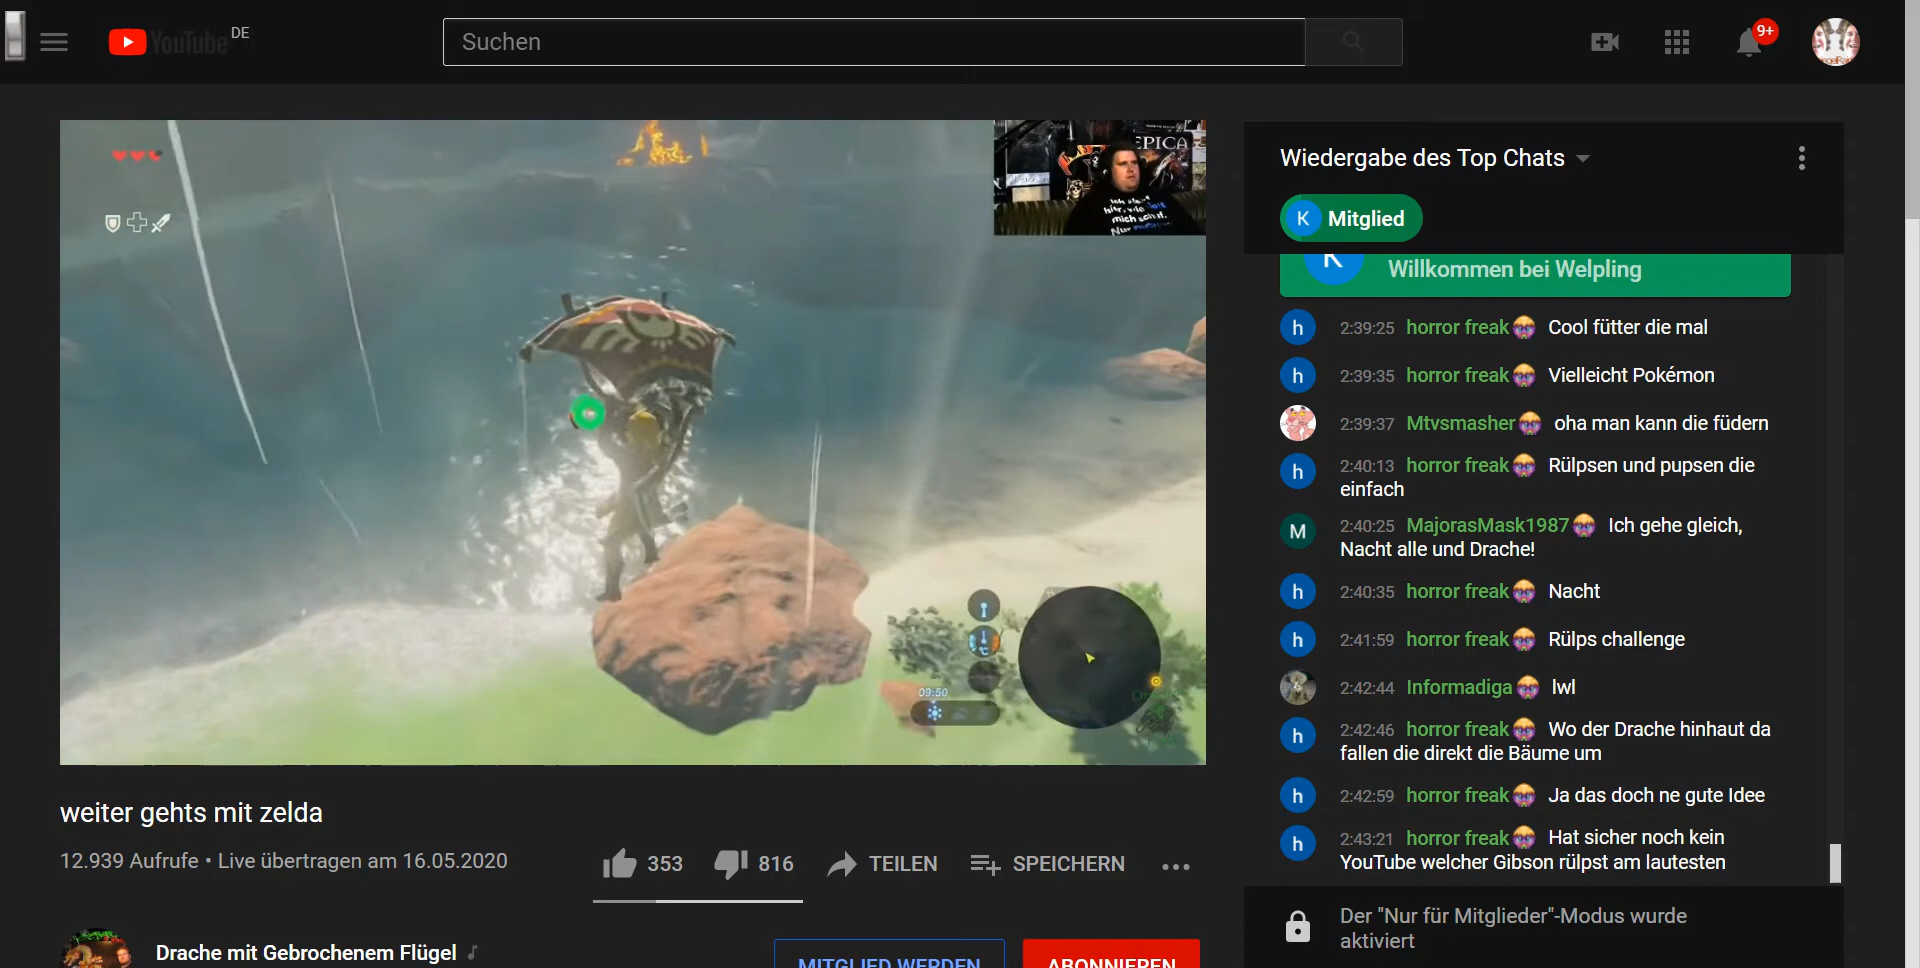 YouTube DE
Suchen
9+
EPICA
hier, wie Gott
mich schuf.
Nur
09:50
°C
Wiedergabe des Top Chats
K Mitglied
K
Willkommen bei Welpling
h 2:39:25 horror freak Cool fütter die mal
h 2:39:35 horror freak Vielleicht Pokémon
2:39:37 Mtvsmasher oha man kann die füdern
h 2:40:13 horror freak Rülpsen und pupsen die
einfach
M 2:40:25 MajorasMask1987 Ich gehe gleich,
Nacht alle und Drache!
h 2:40:35 horror freak Nacht
h 2:41:59 horror freak Rülps challenge
2:42:44 Informadiga lwl
h 2:42:46 horror freak Wo der Drache hinhaut da
fallen die direkt die Bäume um
h 2:42:59 horror freak Ja das doch ne gute Idee
h 2:43:21 horror freak Hat sicher noch kein
YouTube welcher Gibson rülpst am lautesten
Der "Nur für Mitglieder"-Modus wurde
aktiviert
weiter gehts mit zelda
12.939 Aufrufe • Live übertragen am 16.05.2020
353 816 TEILEN SPEICHERN
Drache mit Gebrochenem Flügel
MITGLIED WERDEN ABONNIEREN